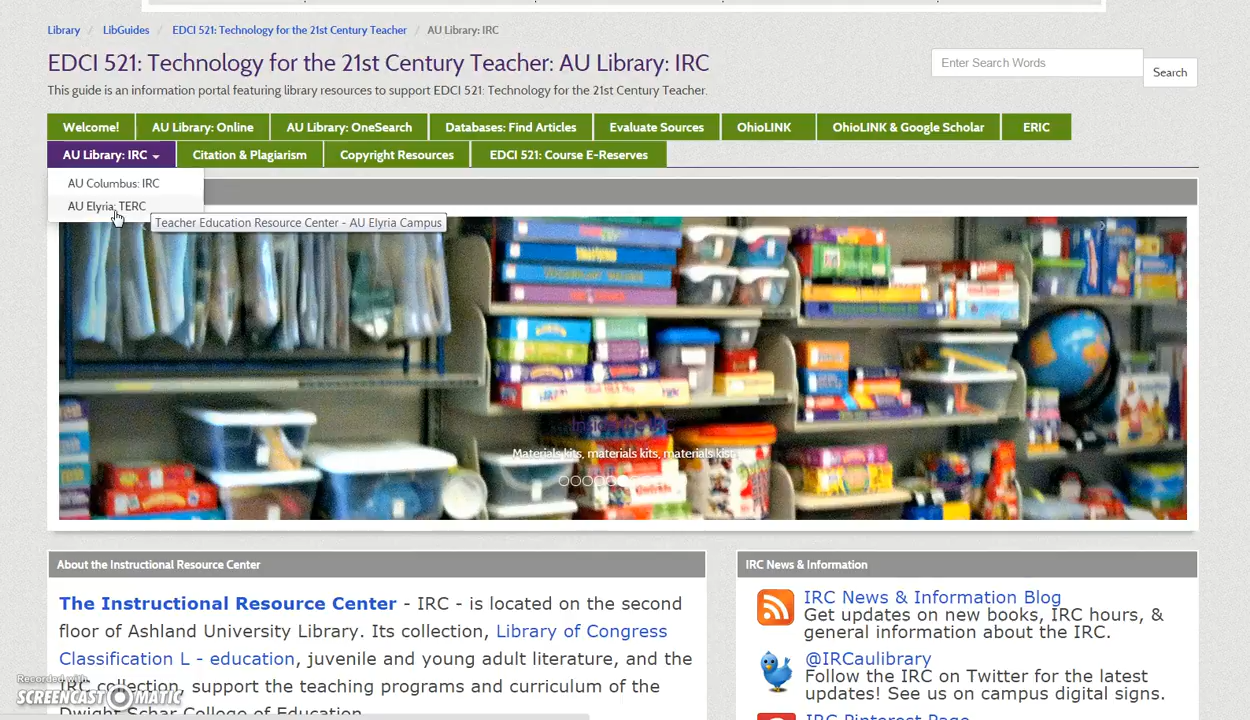 Library / LibGuides / EDCI 521: Technology for the 21st Century Teacher / AU Library: IRC
EDCI 521: Technology for the 21st Century Teacher: AU Library: IRC
Enter Search Words
Search
This guide is an information portal featuring library resources to support EDCI 521: Technology for the 21st Century Teacher.
Welcome! AU Library: Online AU Library: OneSearch Databases: Find Articles Evaluate Sources OhioLINK OhioLINK & Google Scholar ERIC
AU Library: IRC Citation & Plagiarism Copyright Resources EDCI 521: Course E-Reserves
AU Columbus: IRC
AU Elyria: TERC
Teacher Education Resource Center - AU Elyria Campus
Inside the IRC
Materials kits, materials kits, materials kist
About the Instructional Resource Center
The Instructional Resource Center - IRC - is located on the second
floor of Ashland University Library. Its collection, Library of Congress
Classification L - education, juvenile and young adult literature, and the
IRC collection, support the teaching programs and curriculum of the
Dwight Schar College of Education.
IRC News & Information
IRC News & Information Blog
Get updates on new books, IRC hours, &
general information about the IRC.
@IRCaulibrary
Follow the IRC on Twitter for the latest
updates! See us on campus digital signs.
IRC Pinterest Page
Recorded with
SCREENCAST-O-MATIC